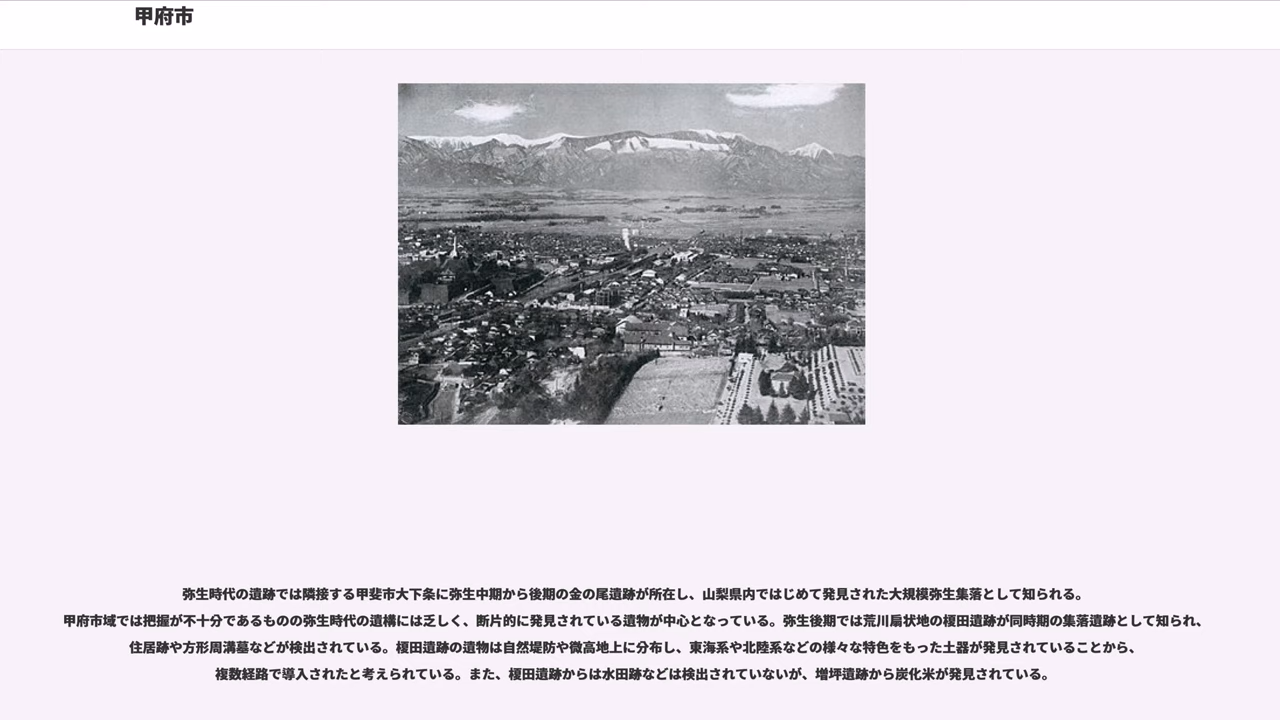 甲府市
弥生時代の遺跡では隣接する甲斐市大下条に弥生中期から後期の金の尾遺跡が所在し、山梨県内ではじめて発見された大規模弥生集落として知られる。
甲府市域では把握が不十分であるものの弥生時代の遺構には乏しく、断片的に発見されている遺物が中心となっている。弥生後期では荒川扇状地の榎田遺跡が同時期の集落遺跡として知られ、
住居跡や方形周溝墓などが検出されている。榎田遺跡の遺物は自然堤防や微高地上に分布し、東海系や北陸系などの様々な特色をもった土器が発見されていることから、
複数経路で導入されたと考えられている。また、榎田遺跡からは水田跡などは検出されていないが、増坪遺跡から炭化米が発見されている。